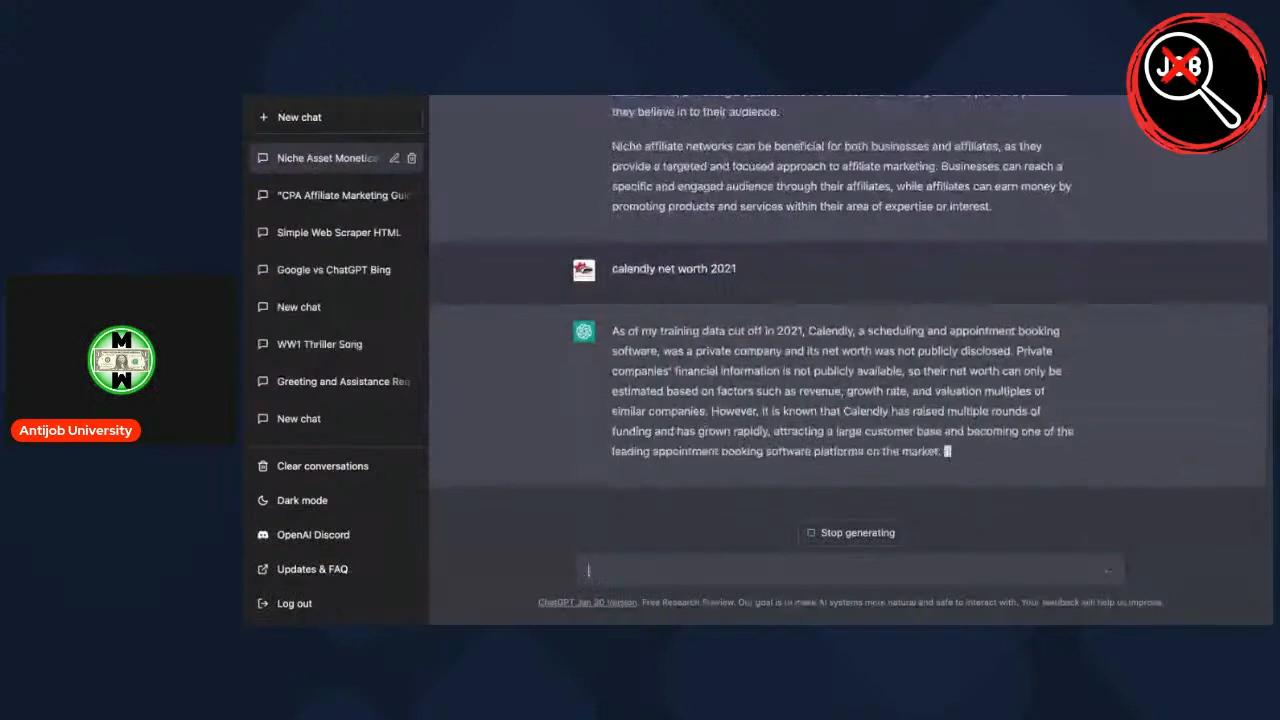 JOB
+ New chat
Niche Asset Monetica
"CPA Affiliate Marketing Gui
Simple Web Scraper HTML
Google vs ChatGPT Bing
New chat
WW1 Thriller Song
Greeting and Assistance Req
New chat
Clear conversations
Dark mode
OpenAI Discord
Updates & FAQ
Log out
M
M
Antijob University
they believe in to their audience.
Niche affiliate networks can be beneficial for both businesses and affiliates, as they
provide a targeted and focused approach to affiliate marketing. Businesses can reach a
specific and engaged audience through their affiliates, while affiliates can earn money by
promoting products and services within their area of expertise or interest.
calendly net worth 2021
As of my training data cut off in 2021, Calendly, a scheduling and appointment booking
software, was a private company and its net worth was not publicly disclosed. Private
companies' financial information is not publicly available, so their net worth can only be
estimated based on factors such as revenue, growth rate, and valuation multiples of
similar companies. However, it is known that Calendly has raised multiple rounds of
funding and has grown rapidly, attracting a large customer base and becoming one of the
leading appointment booking software platforms on the market.
Stop generating
ChatGPT Jan 30 Version. Free Research Preview. Our goal is to make AI systems more natural and safe to interact with. Your feedback will help us improve.